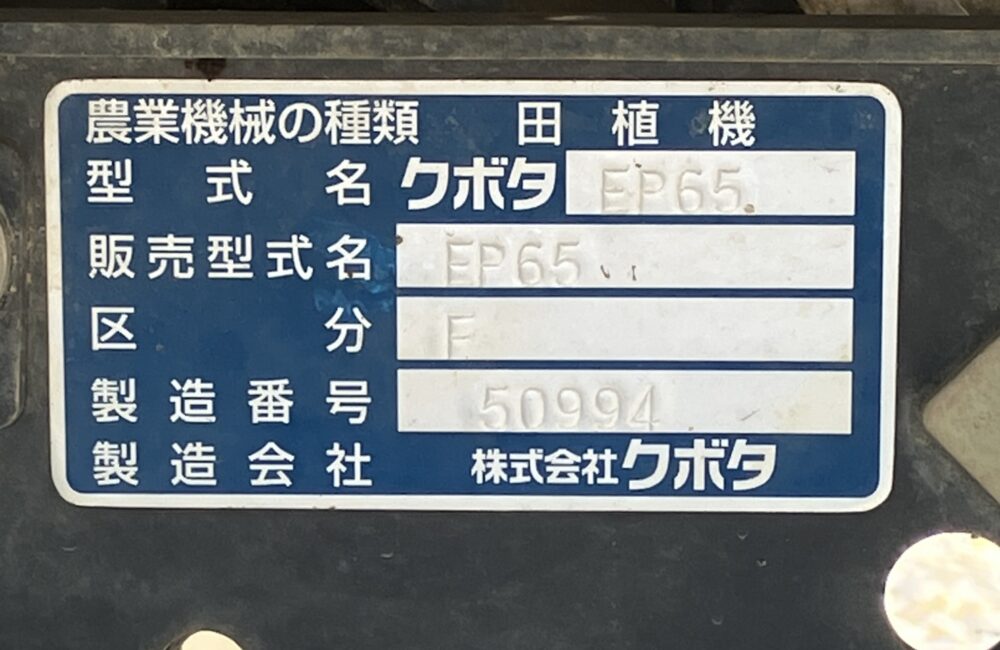 農業機械の種類 田植機
型式名 クボタ EP65
販売型式名 EP65
区分 F
製造番号 50994
製造会社 株式会社クボタ